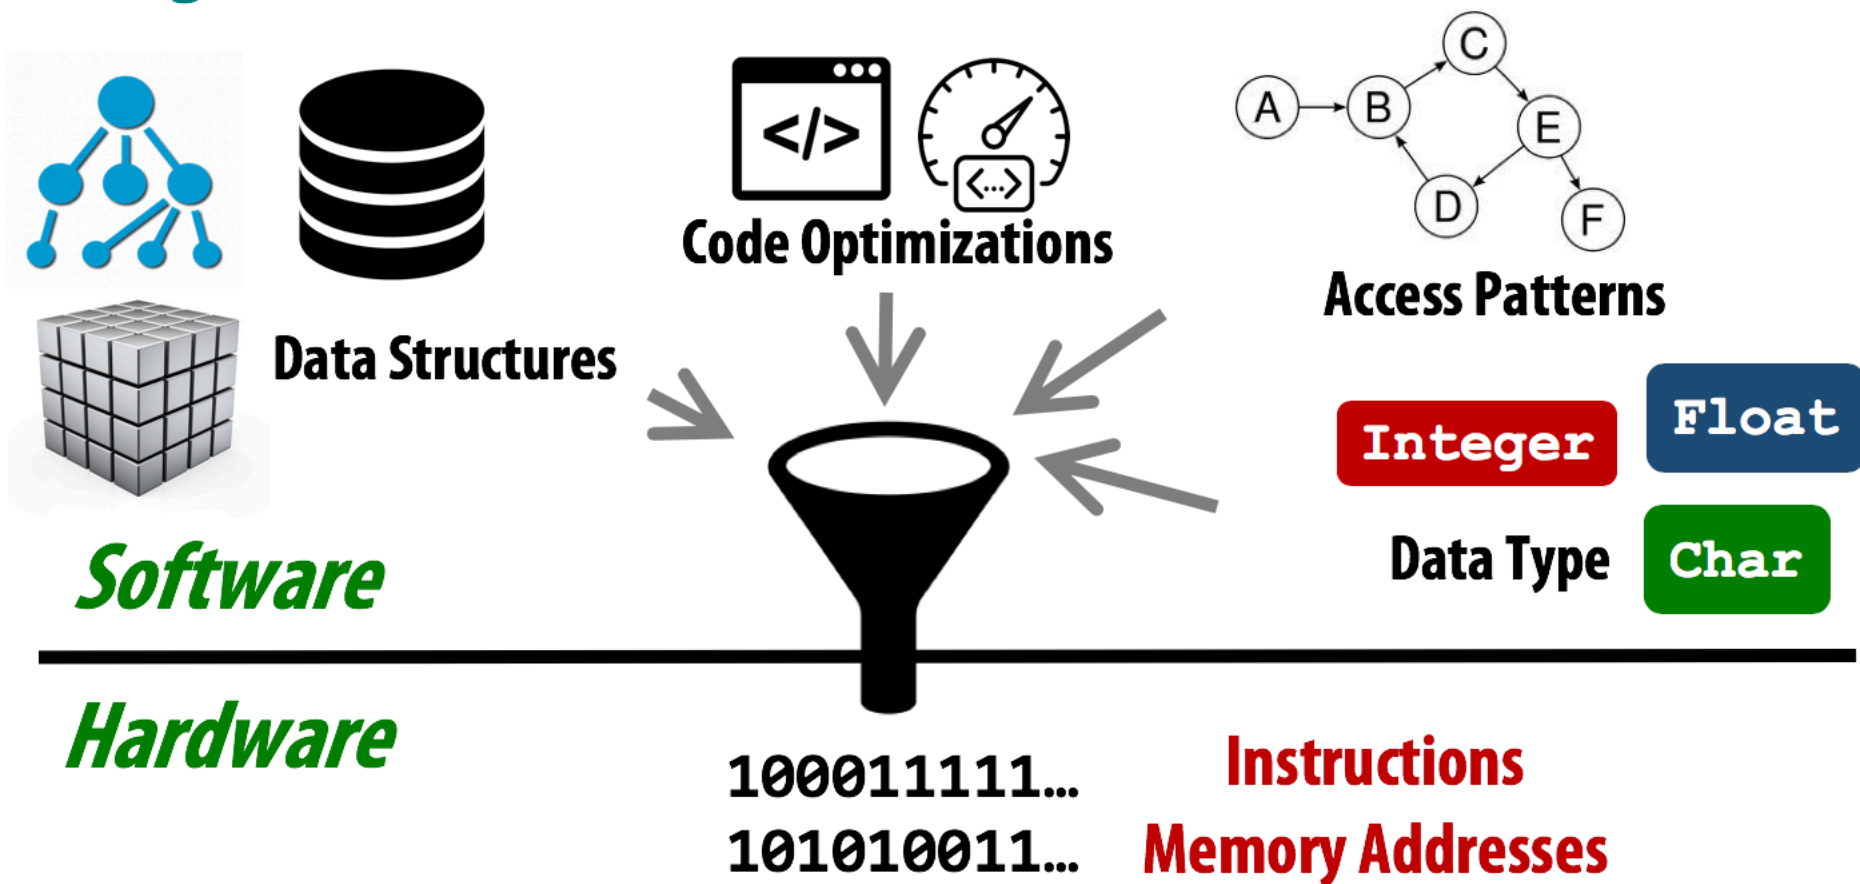 </>
<...>
Code Optimizations
A
B
C
E
D
F
Access Patterns
Data Structures
Integer
Float
Data Type
Char
Software
Hardware
100011111...
Instructions
101010011...
Memory Addresses